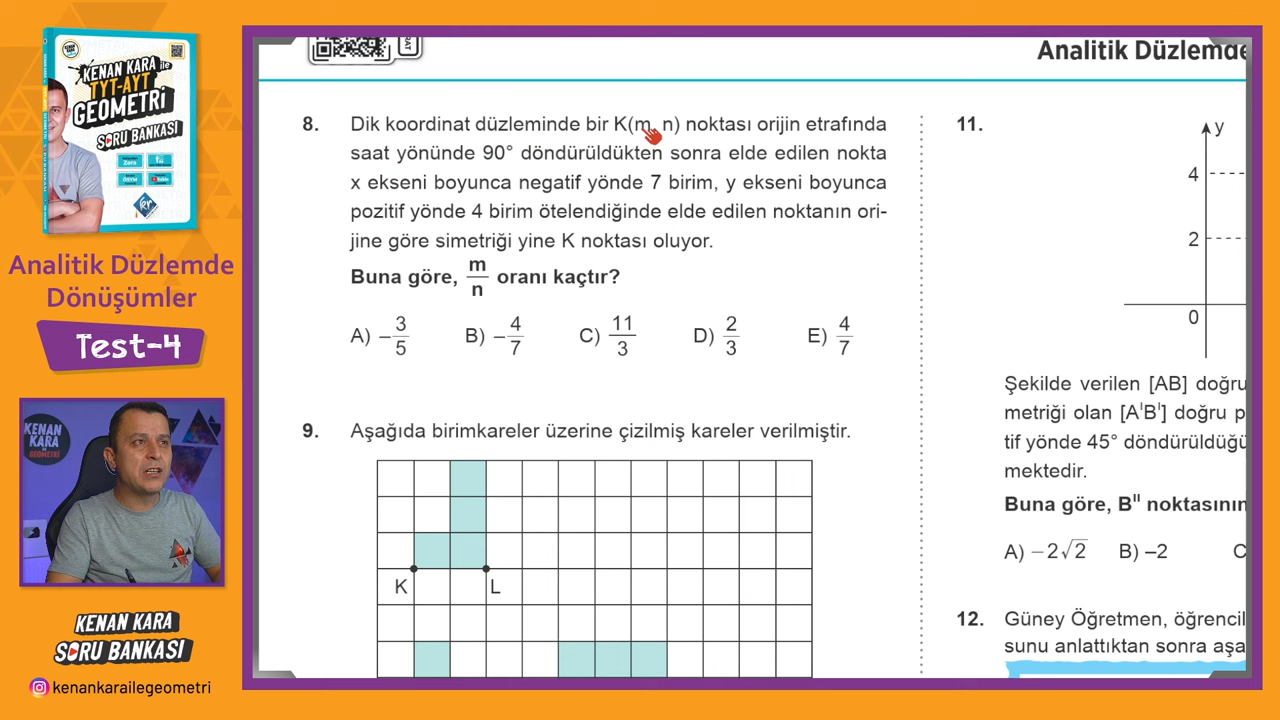 KENAN KARA ile
TYT-AYT
GEOMETRİ
SORU BANKASI
Analitik Düzlemde
Dönüşümler
Test-4
KENAN KARA
ile
GEOMETRİ
KENAN KARA
SORU BANKASI
kenankarailegeometri
Analitik Düzlemde
8. Dik koordinat düzleminde bir K(m, n) noktası orijin etrafında
saat yönünde 90° döndürüldükten sonra elde edilen nokta
x ekseni boyunca negatif yönde 7 birim, y ekseni boyunca
pozitif yönde 4 birim ötelendiğinde elde edilen noktanın ori-
jine göre simetriği yine K noktası oluyor.
Buna göre, m/n oranı kaçtır?
A) -3/5 B) -4/7 C) 11/3 D) 2/3 E) 4/7
9. Aşağıda birimkareler üzerine çizilmiş kareler verilmiştir.
K L
11.
y
4
2
0
Şekilde verilen [AB] doğru
metriği olan [A'B'] doğru p
tif yönde 45° döndürüldüğü
mektedir.
Buna göre, B'' noktasının
A) -2√2 B) –2 C
12. Güney Öğretmen, öğrencil
sunu anlattıktan sonra aşa